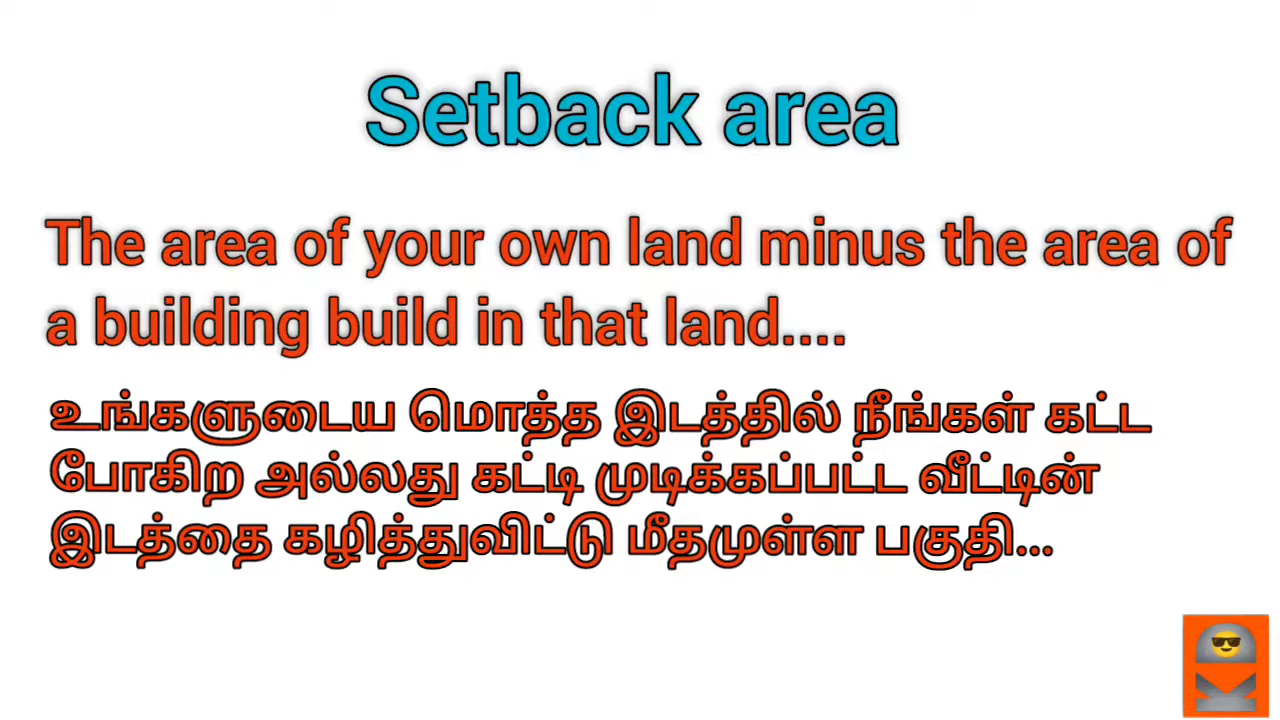 Setback area
The area of your own land minus the area of
a building build in that land....
உங்களுடைய மொத்த இடத்தில் நீங்கள் கட்ட
போகிற அல்லது கட்டி முடிக்கப்பட்ட வீட்டின்
இடத்தை கழித்துவிட்டு மீதமுள்ள பகுதி...